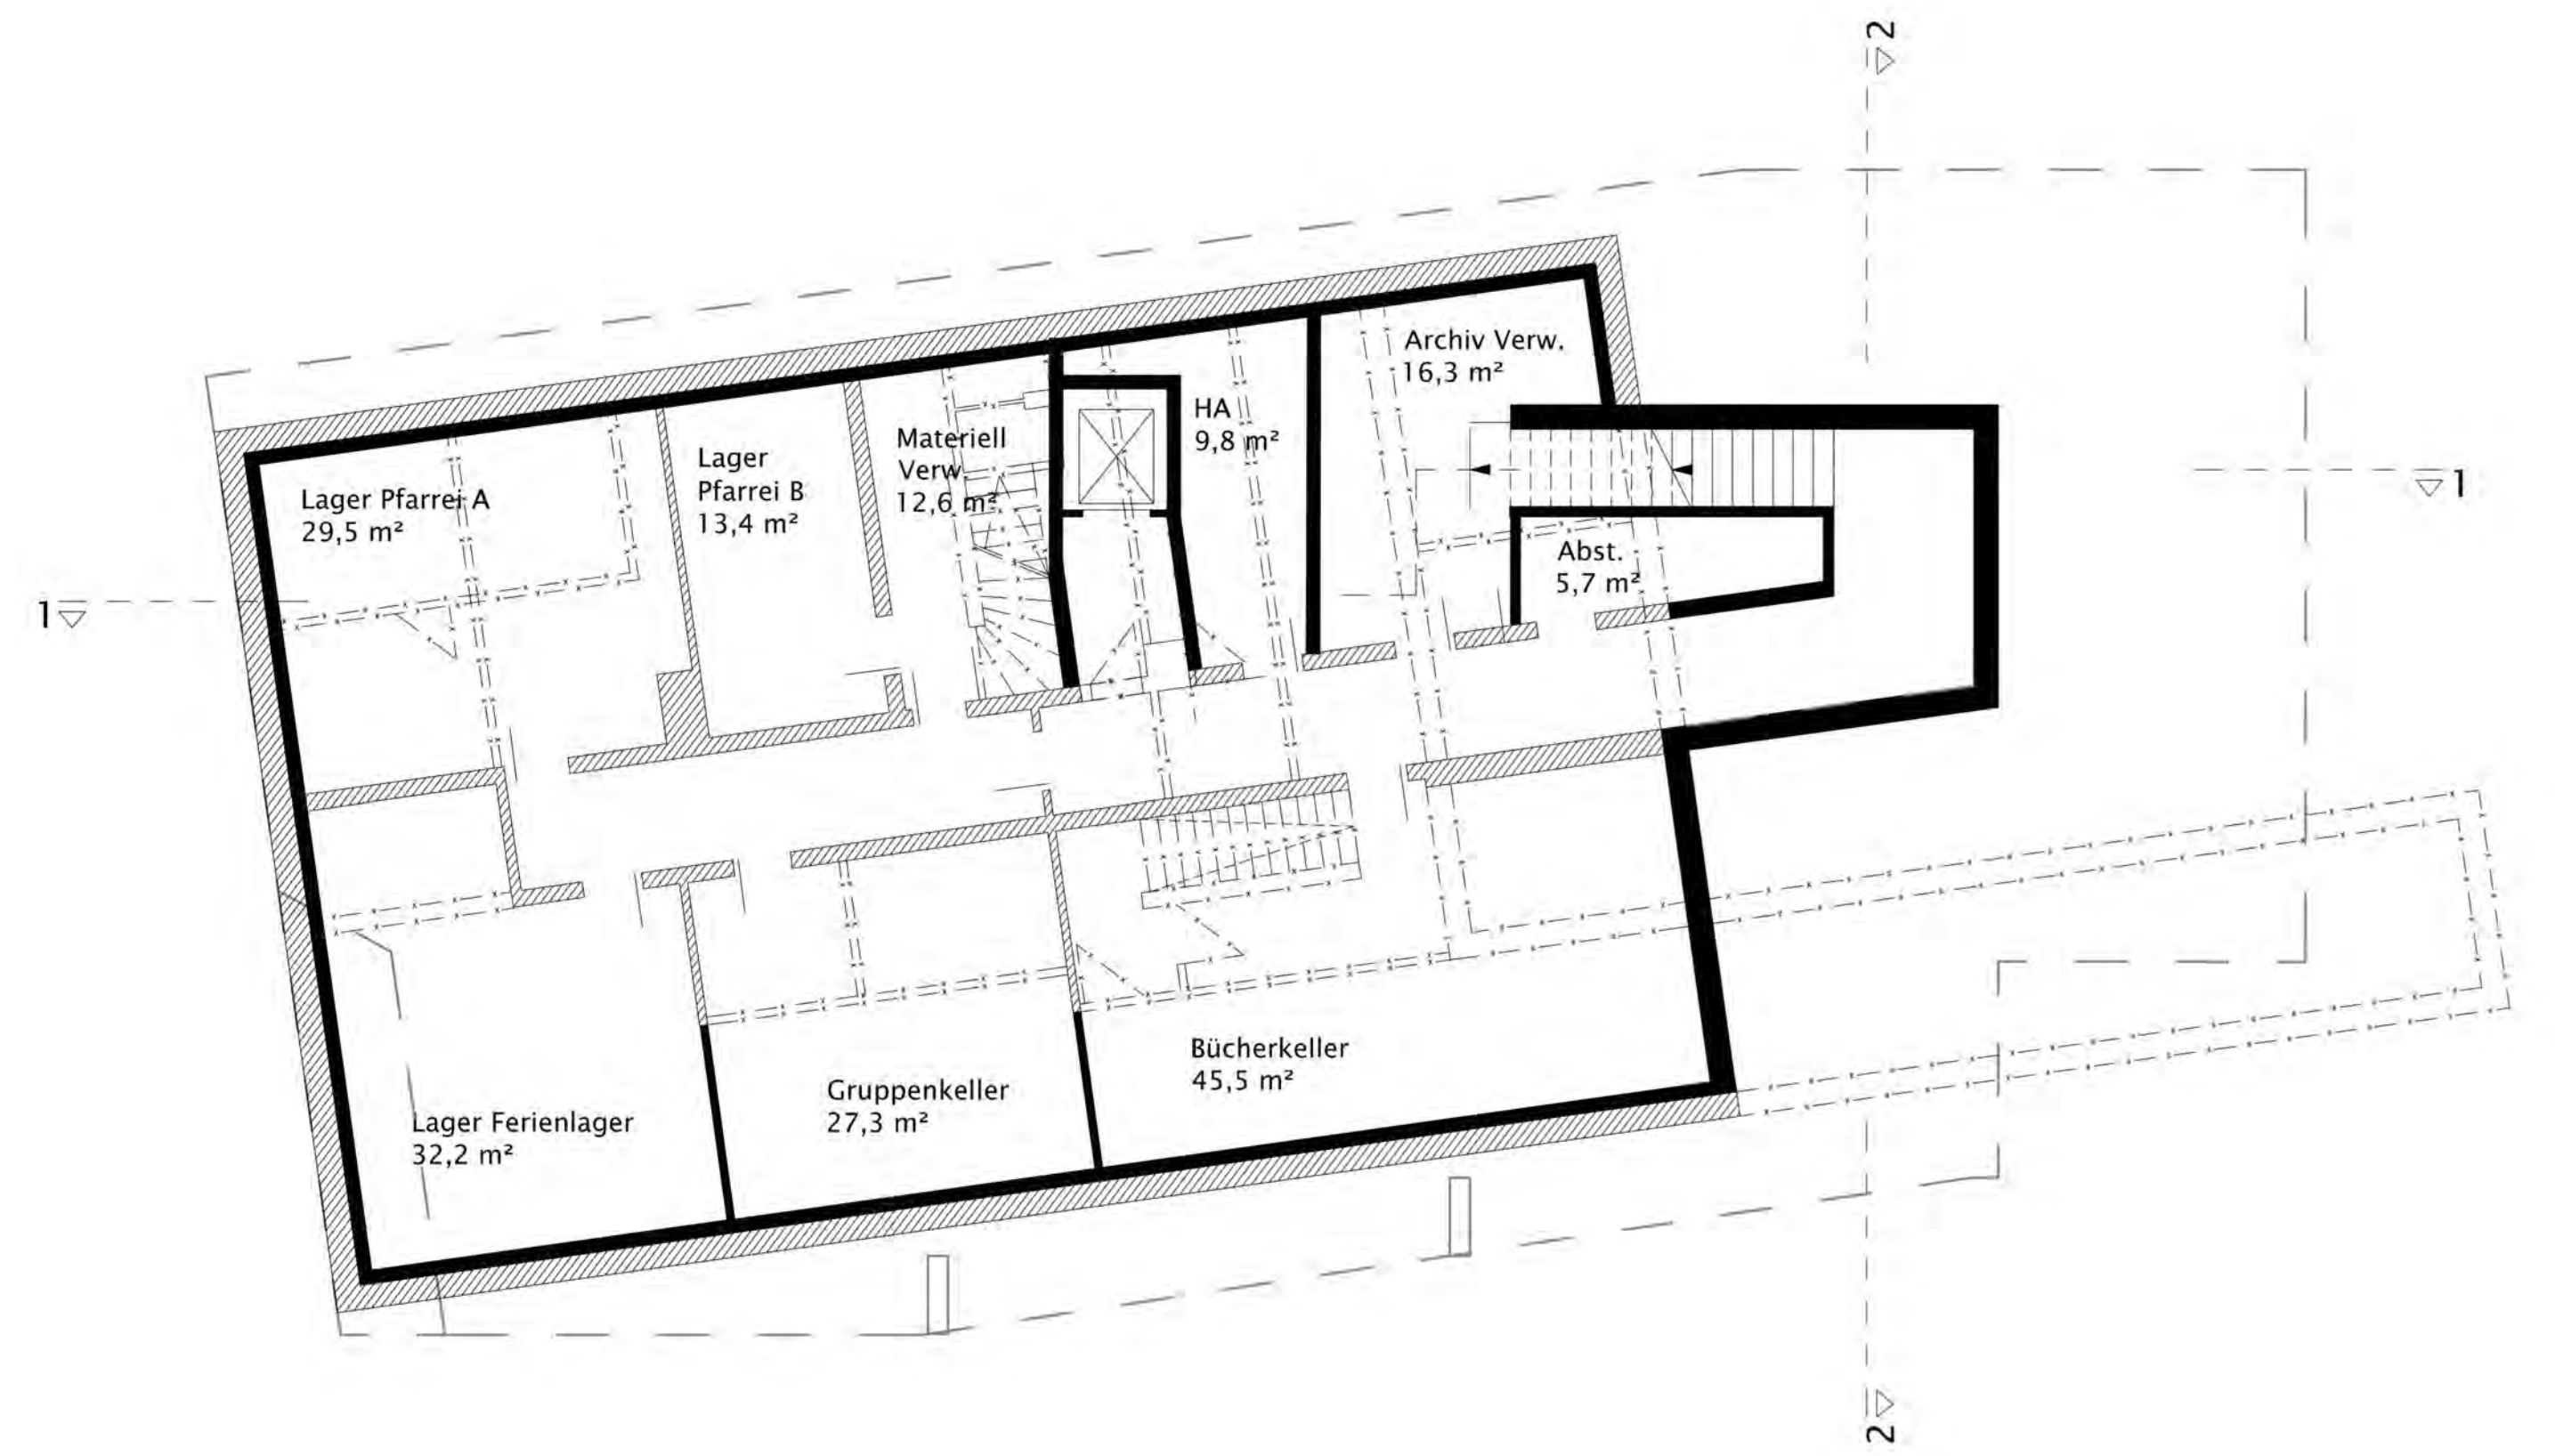 2
Archiv Verw.
16,3 m²
HA
9,8 m²
Materiell
Verw.
12,6 m²
Lager
Pfarrei B
13,4 m²
Lager Pfarrei A
29,5 m²
1
Abst.
5,7 m²
1
Bücherkeller
45,5 m²
Gruppenkeller
27,3 m²
Lager Ferienlager
32,2 m²
2